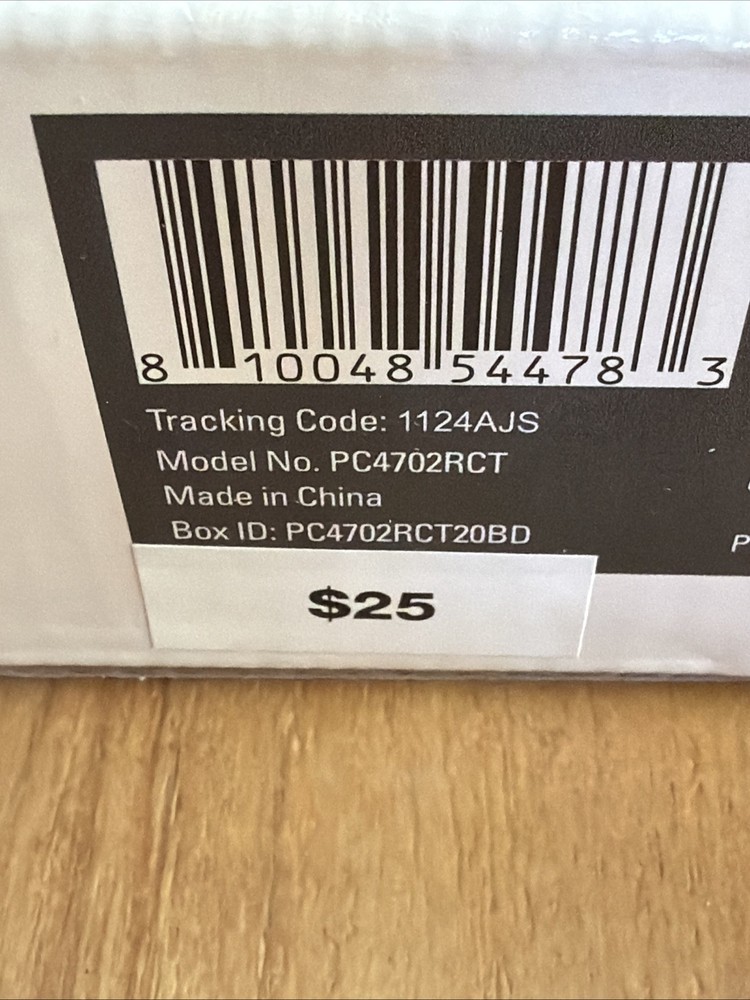 8 10048 54478 3
Tracking Code: 1124AJS
Model No. PC4702RCT
Made in China
Box ID: PC4702RCT20BD
P
$25